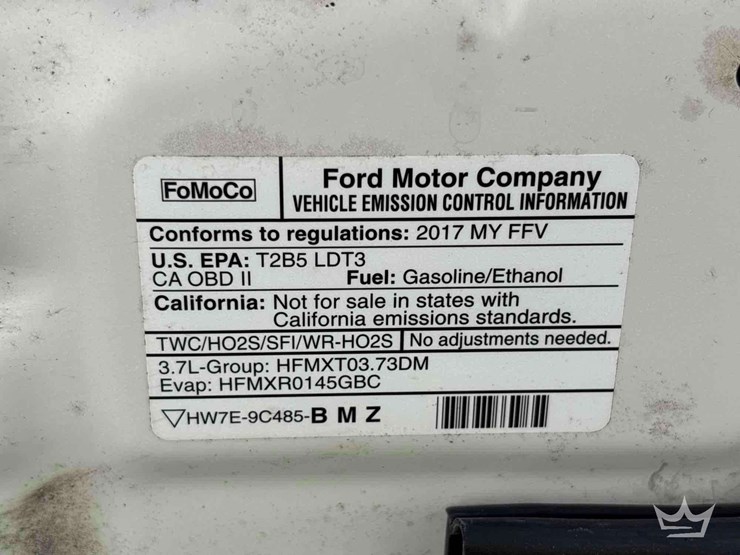 FoMoCo
Ford Motor Company
VEHICLE EMISSION CONTROL INFORMATION
Conforms to regulations: 2017 MY FFV
U.S. EPA: T2B5 LDT3
CA OBD II Fuel: Gasoline/Ethanol
California: Not for sale in states with
California emissions standards.
TWC/HO2S/SFI/WR-HO2S No adjustments needed.
3.7L-Group: HFMXT03.73DM
Evap: HFMXR0145GBC
HW7E-9C485-B M Z